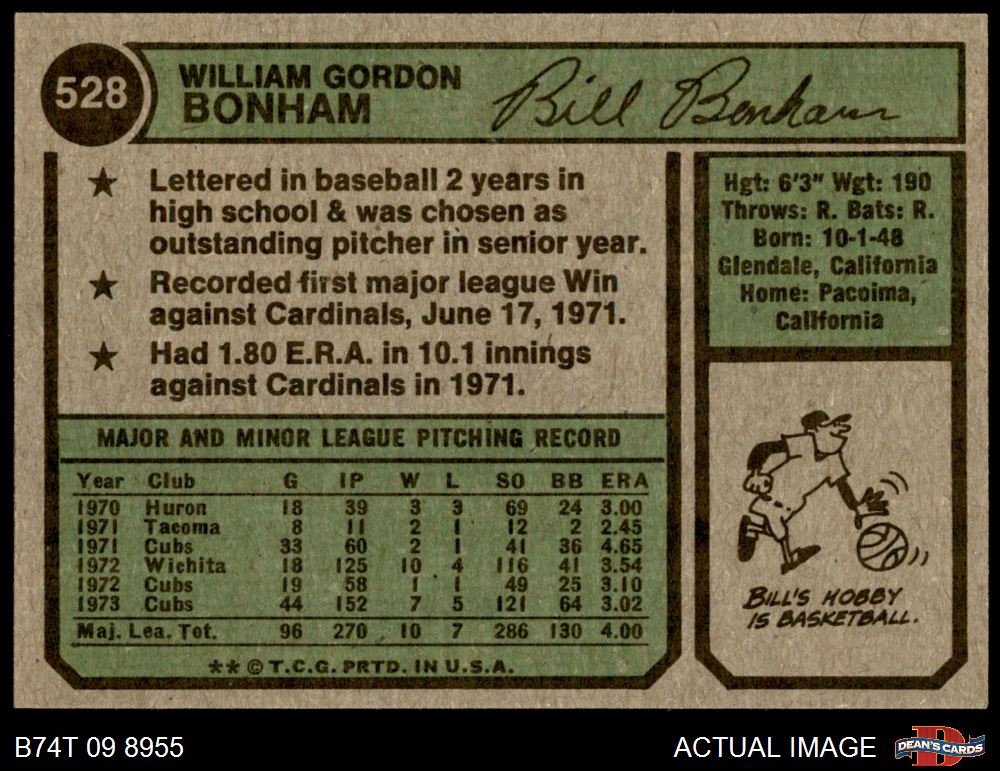 528
WILLIAM GORDON
BONHAM
Bill Bonham
★ Lettered in baseball 2 years in
high school & was chosen as
outstanding pitcher in senior year.
★ Recorded first major league Win
against Cardinals, June 17, 1971.
★ Had 1.80 E.R.A. in 10.1 innings
against Cardinals in 1971.
Hgt: 6'3" Wgt: 190
Throws: R. Bats: R.
Born: 10-1-48
Glendale, California
Home: Pacoima,
California
MAJOR AND MINOR LEAGUE PITCHING RECORD
Year Club G IP W L SO BB ERA
1970 Huron 18 39 3 3 69 24 3.00
1971 Tacoma 8 11 2 1 12 2 2.45
1971 Cubs 33 60 2 1 41 36 4.65
1972 Wichita 18 125 10 4 116 41 3.54
1972 Cubs 19 58 1 1 49 25 3.10
1973 Cubs 44 152 7 5 121 64 3.02
Maj. Lea. Tot. 96 270 10 7 286 130 4.00
**©T.C.G. PRTD. IN U.S.A.
BILL'S HOBBY
IS BASKETBALL.
B74T 09 8955
ACTUAL IMAGE
DEAN'S CARDS